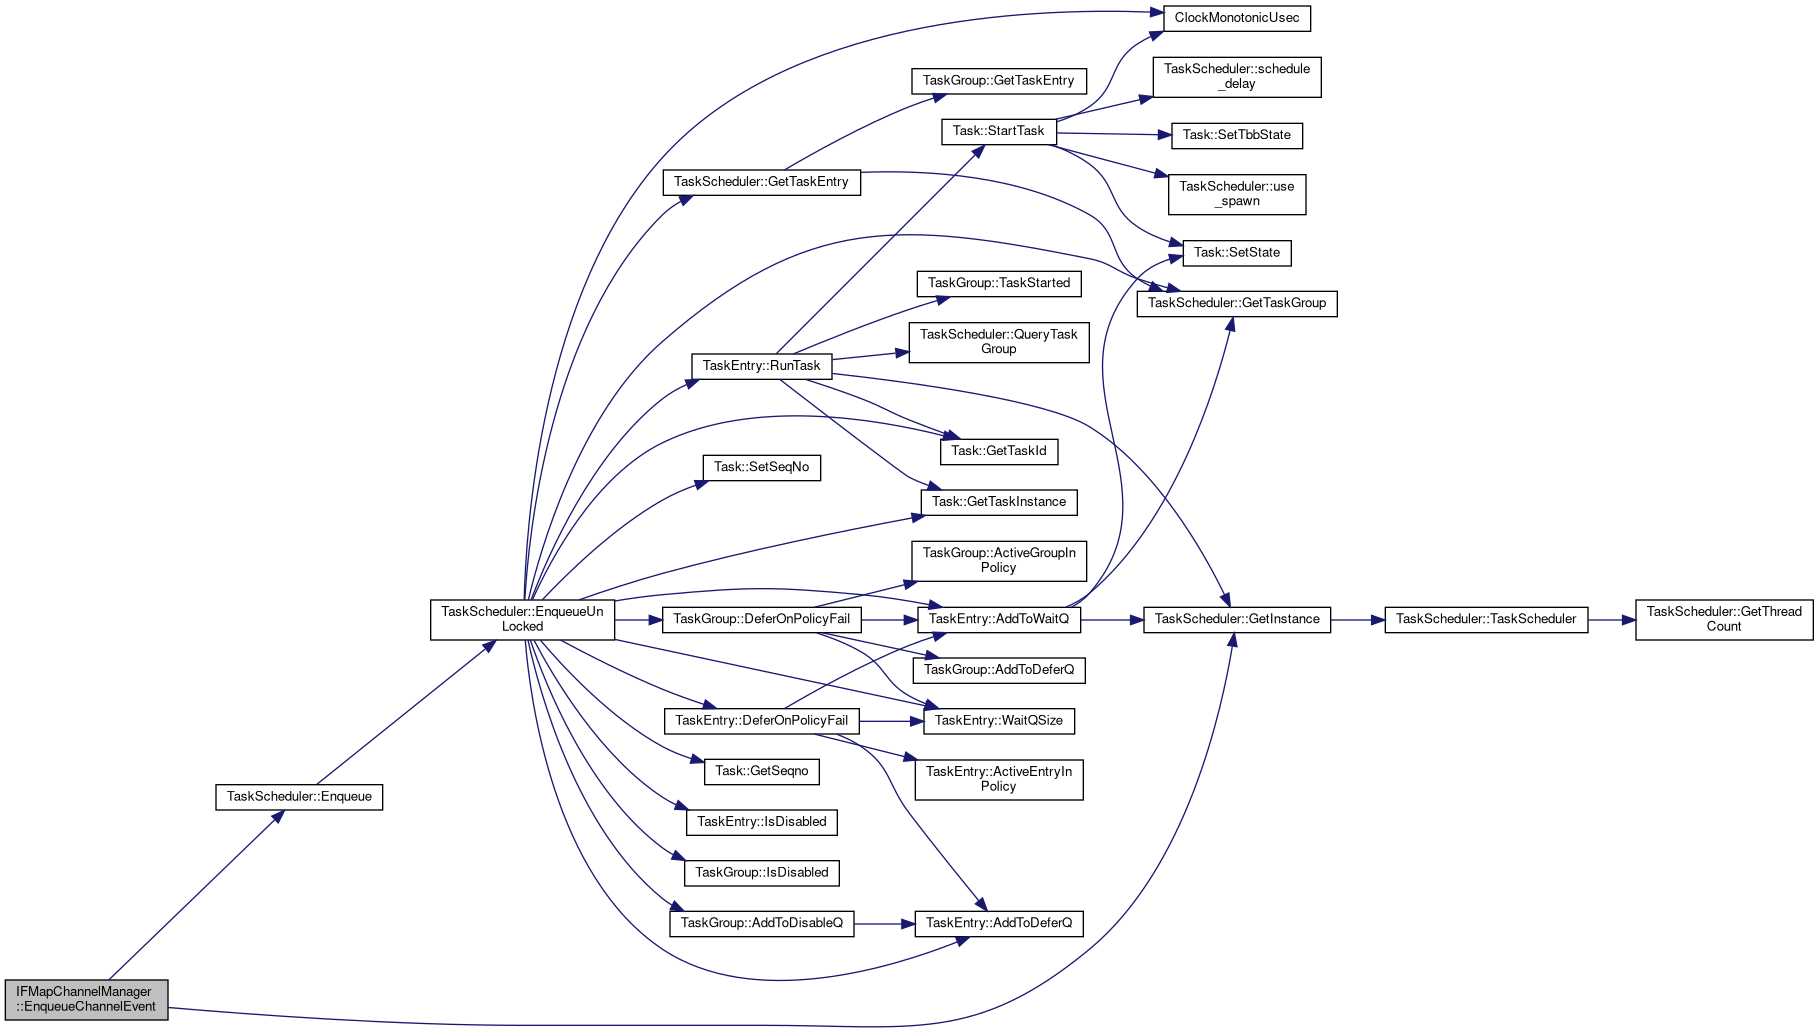 ClockMonotonicUsec
TaskScheduler::schedule
_delay
TaskGroup::GetTaskEntry
Task::StartTask
Task::SetTbbState
TaskScheduler::GetTaskEntry
TaskScheduler::use
_spawn
Task::SetState
TaskGroup::TaskStarted
TaskScheduler::GetTaskGroup
TaskScheduler::QueryTask
Group
TaskEntry::RunTask
Task::GetTaskId
Task::SetSeqNo
Task::GetTaskInstance
TaskGroup::ActiveGroupIn
Policy
TaskScheduler::EnqueueUn
Locked
TaskGroup::DeferOnPolicyFail
TaskEntry::AddToWaitQ
TaskScheduler::GetInstance
TaskScheduler::TaskScheduler
TaskScheduler::GetThread
Count
TaskGroup::AddToDeferQ
TaskEntry::DeferOnPolicyFail
TaskEntry::WaitQSize
Task::GetSeqno
TaskEntry::ActiveEntryIn
Policy
TaskScheduler::Enqueue
TaskEntry::IsDisabled
TaskGroup::IsDisabled
TaskGroup::AddToDisableQ
TaskEntry::AddToDeferQ
IFMapChannelManager
::EnqueueChannelEvent